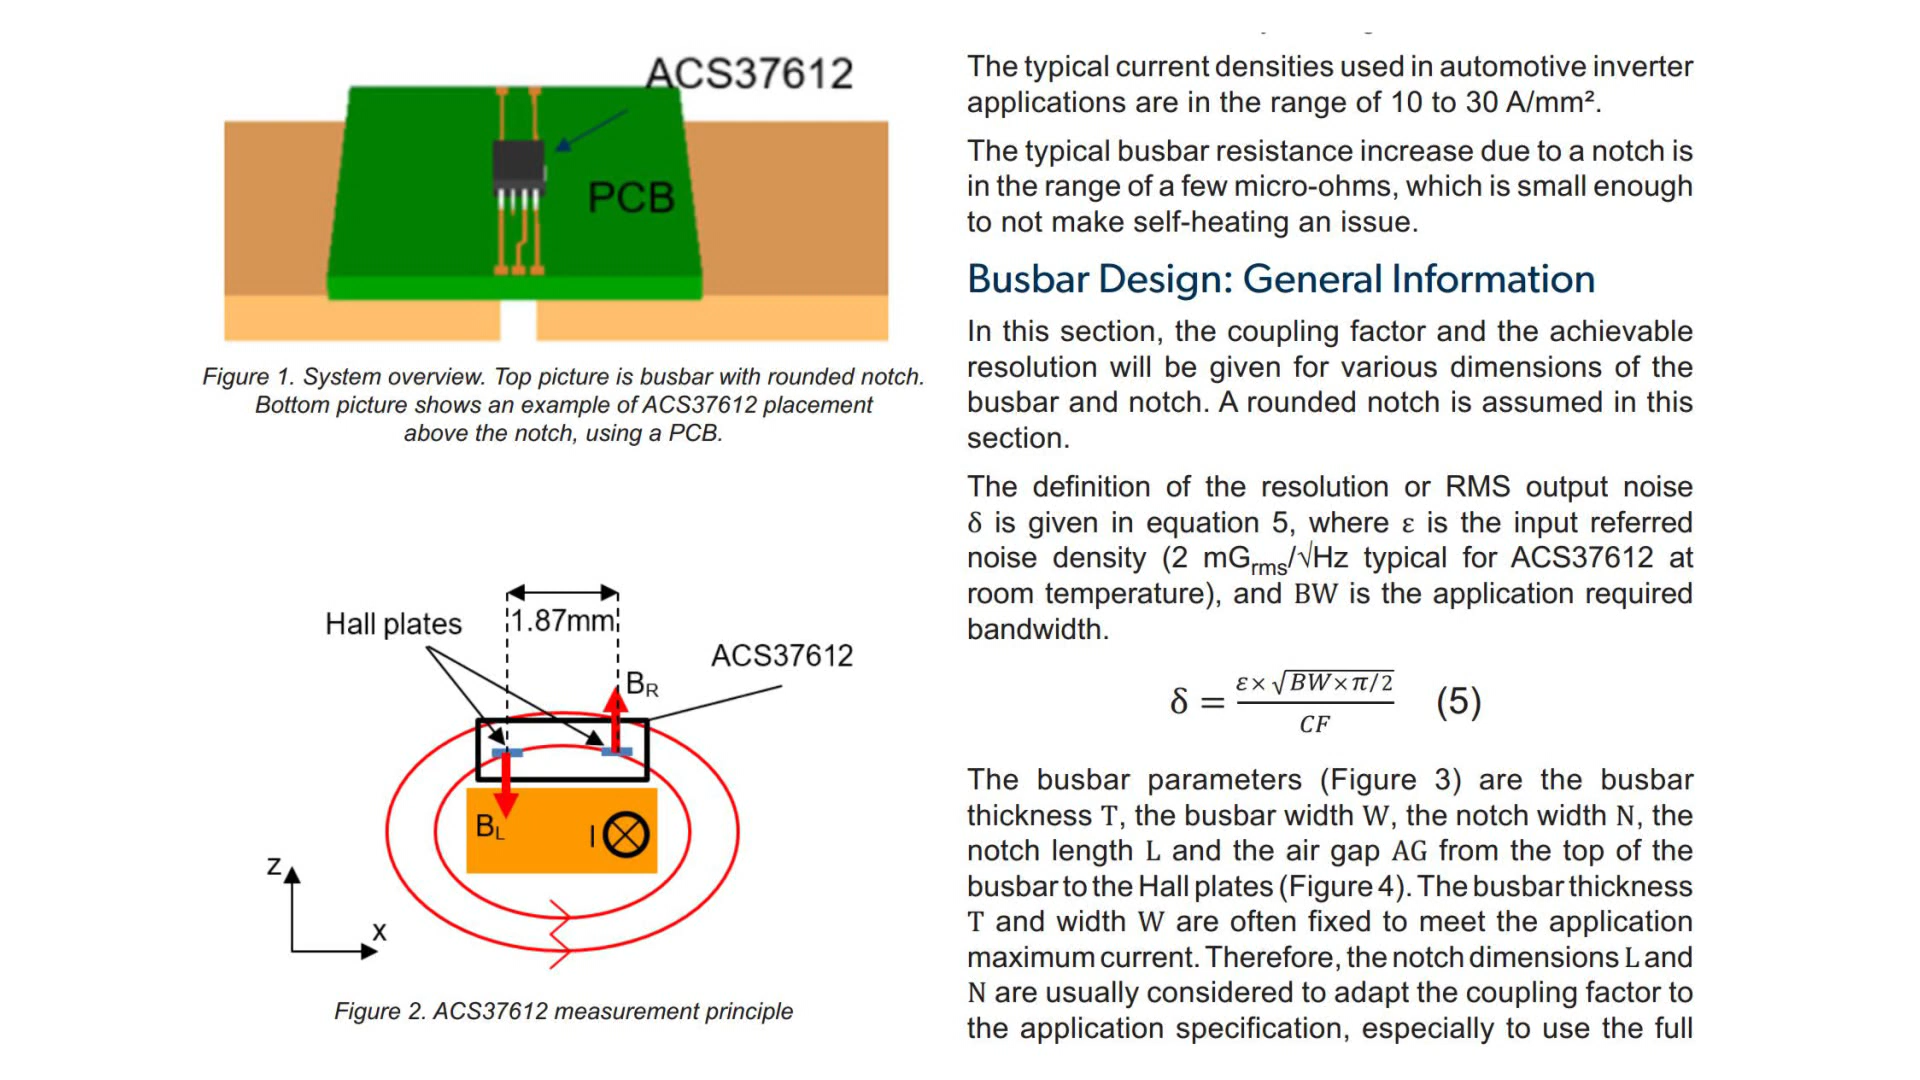 ACS37612
PCB
Figure 1. System overview. Top picture is busbar with rounded notch.
Bottom picture shows an example of ACS37612 placement
above the notch, using a PCB.
Hall plates
1.87mm
ACS37612
BR
BL
I
Z
X
Figure 2. ACS37612 measurement principle
The typical current densities used in automotive inverter
applications are in the range of 10 to 30 A/mm².
The typical busbar resistance increase due to a notch is
in the range of a few micro-ohms, which is small enough
to not make self-heating an issue.
Busbar Design: General Information
In this section, the coupling factor and the achievable
resolution will be given for various dimensions of the
busbar and notch. A rounded notch is assumed in this
section.
The definition of the resolution or RMS output noise
δ is given in equation 5, where ε is the input referred
noise density (2 mGrms/√Hz typical for ACS37612 at
room temperature), and BW is the application required
bandwidth.
δ = ε×√BW×π/2 / CF (5)
The busbar parameters (Figure 3) are the busbar
thickness T, the busbar width W, the notch width N, the
notch length L and the air gap AG from the top of the
busbar to the Hall plates (Figure 4). The busbar thickness
T and width W are often fixed to meet the application
maximum current. Therefore, the notch dimensions L and
N are usually considered to adapt the coupling factor to
the application specification, especially to use the full